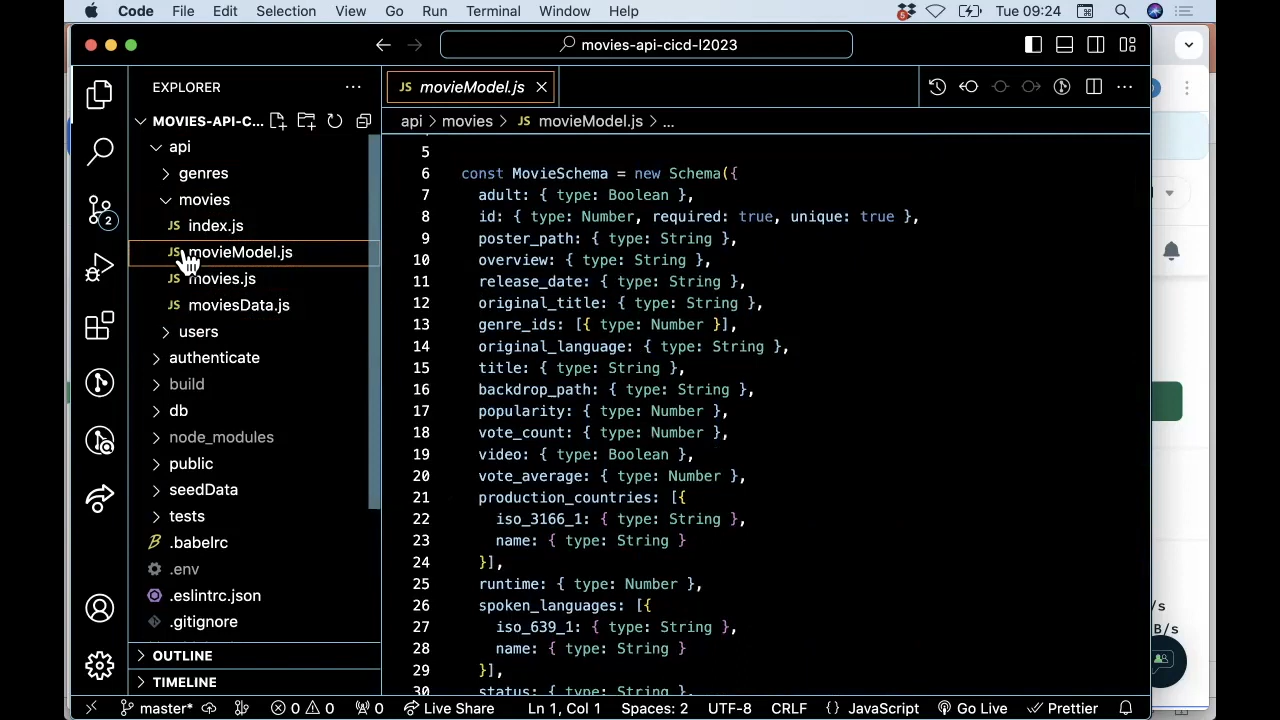 Code File Edit Selection View Go Run Terminal Window Help
5
Tue 09:24
movies-api-cicd-l2023
EXPLORER
MOVIES-API-C...
api
genres
movies
JS index.js
JS movieModel.js
JS movies.js
JS moviesData.js
users
authenticate
build
db
node_modules
public
seedData
tests
.babelrc
.env
.eslintrc.json
.gitignore
OUTLINE
TIMELINE
2
JS movieModel.js
api > movies > JS movieModel.js > ...
5
6 const MovieSchema = new Schema({
7 adult: { type: Boolean },
8 id: { type: Number, required: true, unique: true },
9 poster_path: { type: String },
10 overview: { type: String },
11 release_date: { type: String },
12 original_title: { type: String },
13 genre_ids: [{ type: Number }],
14 original_language: { type: String },
15 title: { type: String },
16 backdrop_path: { type: String },
17 popularity: { type: Number },
18 vote_count: { type: Number },
19 video: { type: Boolean },
20 vote_average: { type: Number },
21 production_countries: [{
22 iso_3166_1: { type: String },
23 name: { type: String }
24 }],
25 runtime: { type: Number },
26 spoken_languages: [{
27 iso_639_1: { type: String },
28 name: { type: String }
29 }],
30 status: { type: String },
/s
B/s
master* 0 0 0 Live Share Ln 1, Col 1 Spaces: 2 UTF-8 CRLF {} JavaScript Go Live Prettier